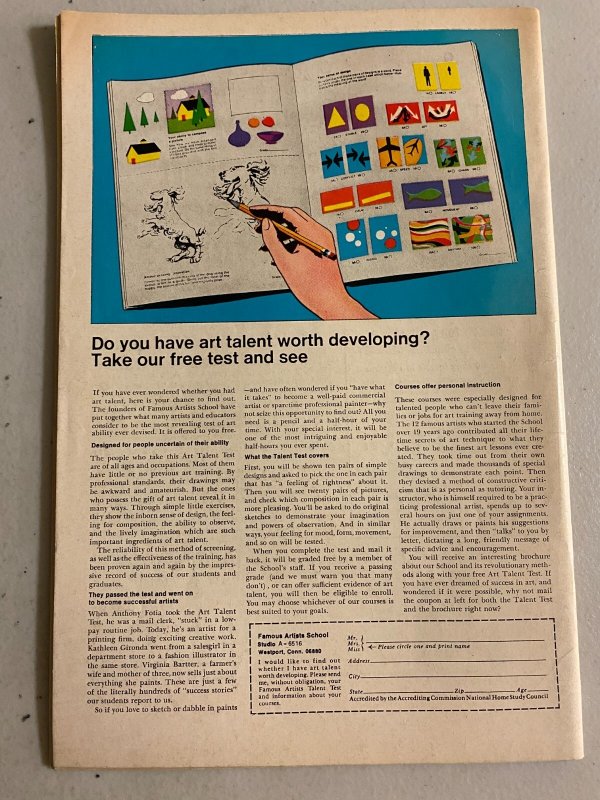 Your ability to compose
a picture
Your sense of design
Do you have art talent worth developing?
Take our free test and see
If you have ever wondered whether you had
art talent, here is your chance to find out.
The founders of Famous Artists School have
put together what many artists and educators
consider to be the most revealing test of art
ability ever devised. It is offered to you free.
Designed for people uncertain of their ability
The people who take this Art Talent Test
are of all ages and occupations. Most of them
have little or no previous art training. By
professional standards, their drawings may
be awkward and amateurish. But the ones
who possess the gift of art talent reveal it in
many ways. Through simple little exercises,
they show the inborn sense of design, the feel-
ing for composition, the ability to observe,
and the lively imagination which are such
important ingredients of art talent.
The reliability of this method of screening,
as well as the effectiveness of the training, has
been proven again and again by the impres-
sive record of success of our students and
graduates.
They passed the test and went on
to become successful artists
When Anthony Fotia took the Art Talent
Test, he was a mail clerk, "stuck" in a low-
pay routine job. Today, he's an artist for a
printing firm, doing exciting creative work.
Kathleen Gironda went from a salesgirl in a
department store to a fashion illustrator in
the same store. Virginia Bartter, a farmer's
wife and mother of three, now sells just about
everything she paints. These are just a few
of the literally hundreds of "success stories"
our students report to us.
So if you love to sketch or dabble in paints
—and have often wondered if you "have what
it takes" to become a well-paid commercial
artist or sparetime professional painter—why
not seize this opportunity to find out? All you
need is a pencil and a half-hour of your
time. With your special interest, it will be
one of the most intriguing and enjoyable
half-hours you ever spent.
What the Talent Test covers
First, you will be shown ten pairs of simple
designs and asked to pick the one in each pair
that has "a feeling of rightness" about it.
Then you will see twenty pairs of pictures,
and check which composition in each pair is
more pleasing. You'll be asked to do original
sketches to demonstrate your imagination
and powers of observation. And in similar
ways, your feeling for mood, form, movement,
and so on will be tested.
When you complete the test and mail it
back, it will be graded free by a member of
the School's staff. If you receive a passing
grade (and we must warn you that many
don't), or can offer sufficient evidence of art
talent, you will then be eligible to enroll.
You may choose whichever of our courses is
best suited to your goals.
Courses offer personal instruction
These courses were especially designed for
talented people who can't leave their fami-
lies or jobs for art training away from home.
The 12 famous artists who started the School
over 19 years ago contributed all their life-
time secrets of art technique to what they
believe to be the finest art lessons ever cre-
ated. They took time out from their own
busy careers and made thousands of special
drawings to demonstrate each point. Then
they devised a method of constructive criti-
cism that is as personal as tutoring. Your in-
structor, who is himself required to be a prac-
ticing professional artist, spends up to sev-
eral hours on just one of your assignments.
He actually draws or paints his suggestions
for improvement, and then "talks" to you by
letter, dictating a long, friendly message of
specific advice and encouragement.
You will receive an interesting brochure
about our School and its revolutionary meth-
ods along with your free Art Talent Test. If
you have ever dreamed of success in art, and
wondered if it were possible, why not mail
the coupon at left for both the Talent Test
and the brochure right now?
Famous Artists School
Studio A-6516
Westport, Conn. 06880
I would like to find out
whether I have art talent
worth developing. Please send
me, without obligation, your
Famous Artists Talent Test
and information about your
courses.
Mr.
Mrs.
Miss
Please circle one and print name
Address
City
State Zip Age
Accredited by the Accrediting Commission National Home Study Council